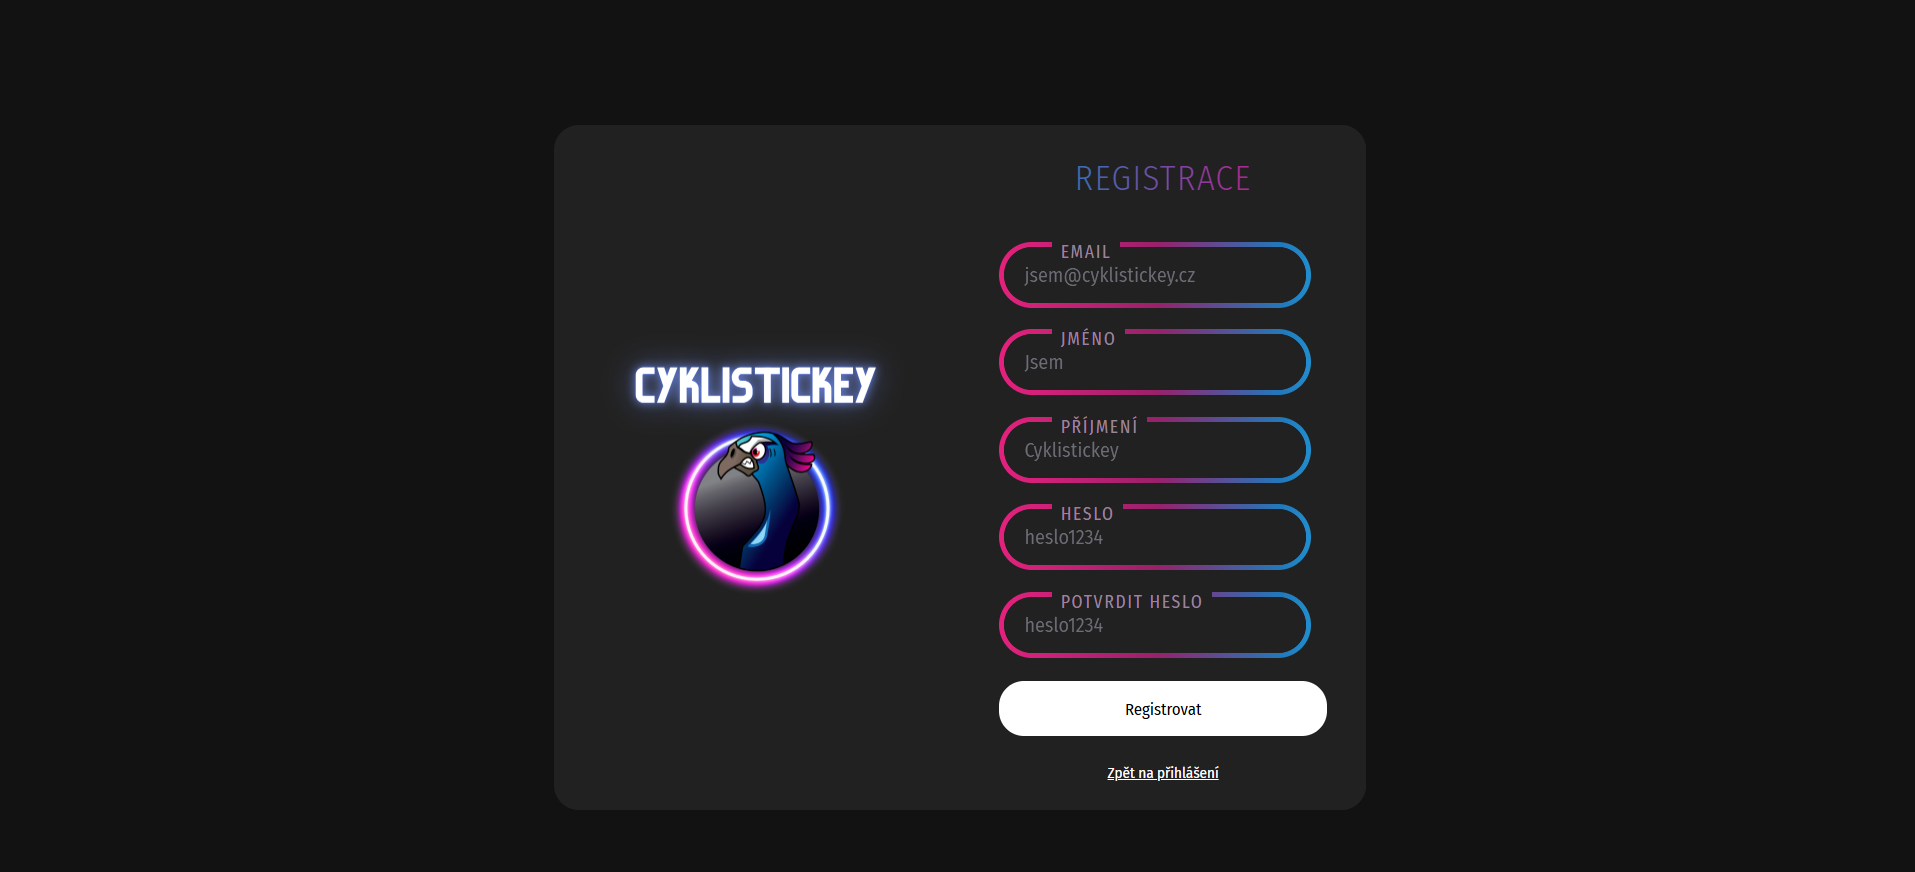 CYKLISTICKEY
REGISTRACE
EMAIL
jsem@cyklistickey.cz
JMÉNO
Jsem
PŘÍJMENÍ
Cyklistickey
HESLO
heslo1234
POTVRDIT HESLO
heslo1234
Registrovat
Zpět na přihlášení